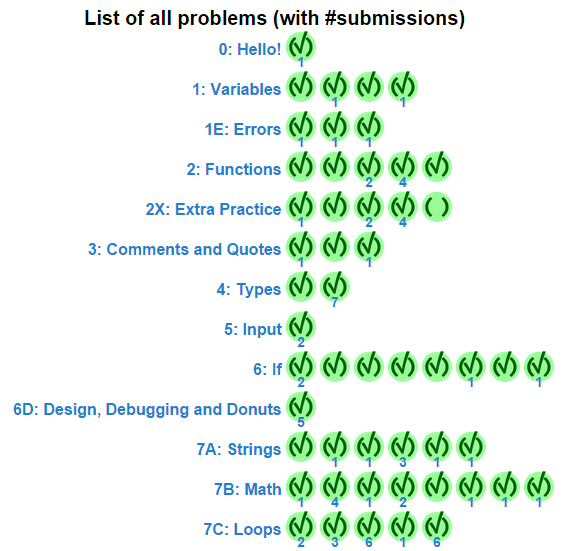 List of all problems (with #submissions)
0: Hello!
1
1: Variables
1 1
1E: Errors
1 1 1
2: Functions
2 4
2X: Extra Practice
1 2 4
3: Comments and Quotes
1 1
4: Types
7
5: Input
2
6: If
2 1 1
6D: Design, Debugging and Donuts
5
7A: Strings
1 1 3 1 1
7B: Math
1 4 1 2 1 1 1
7C: Loops
2 3 6 1 6